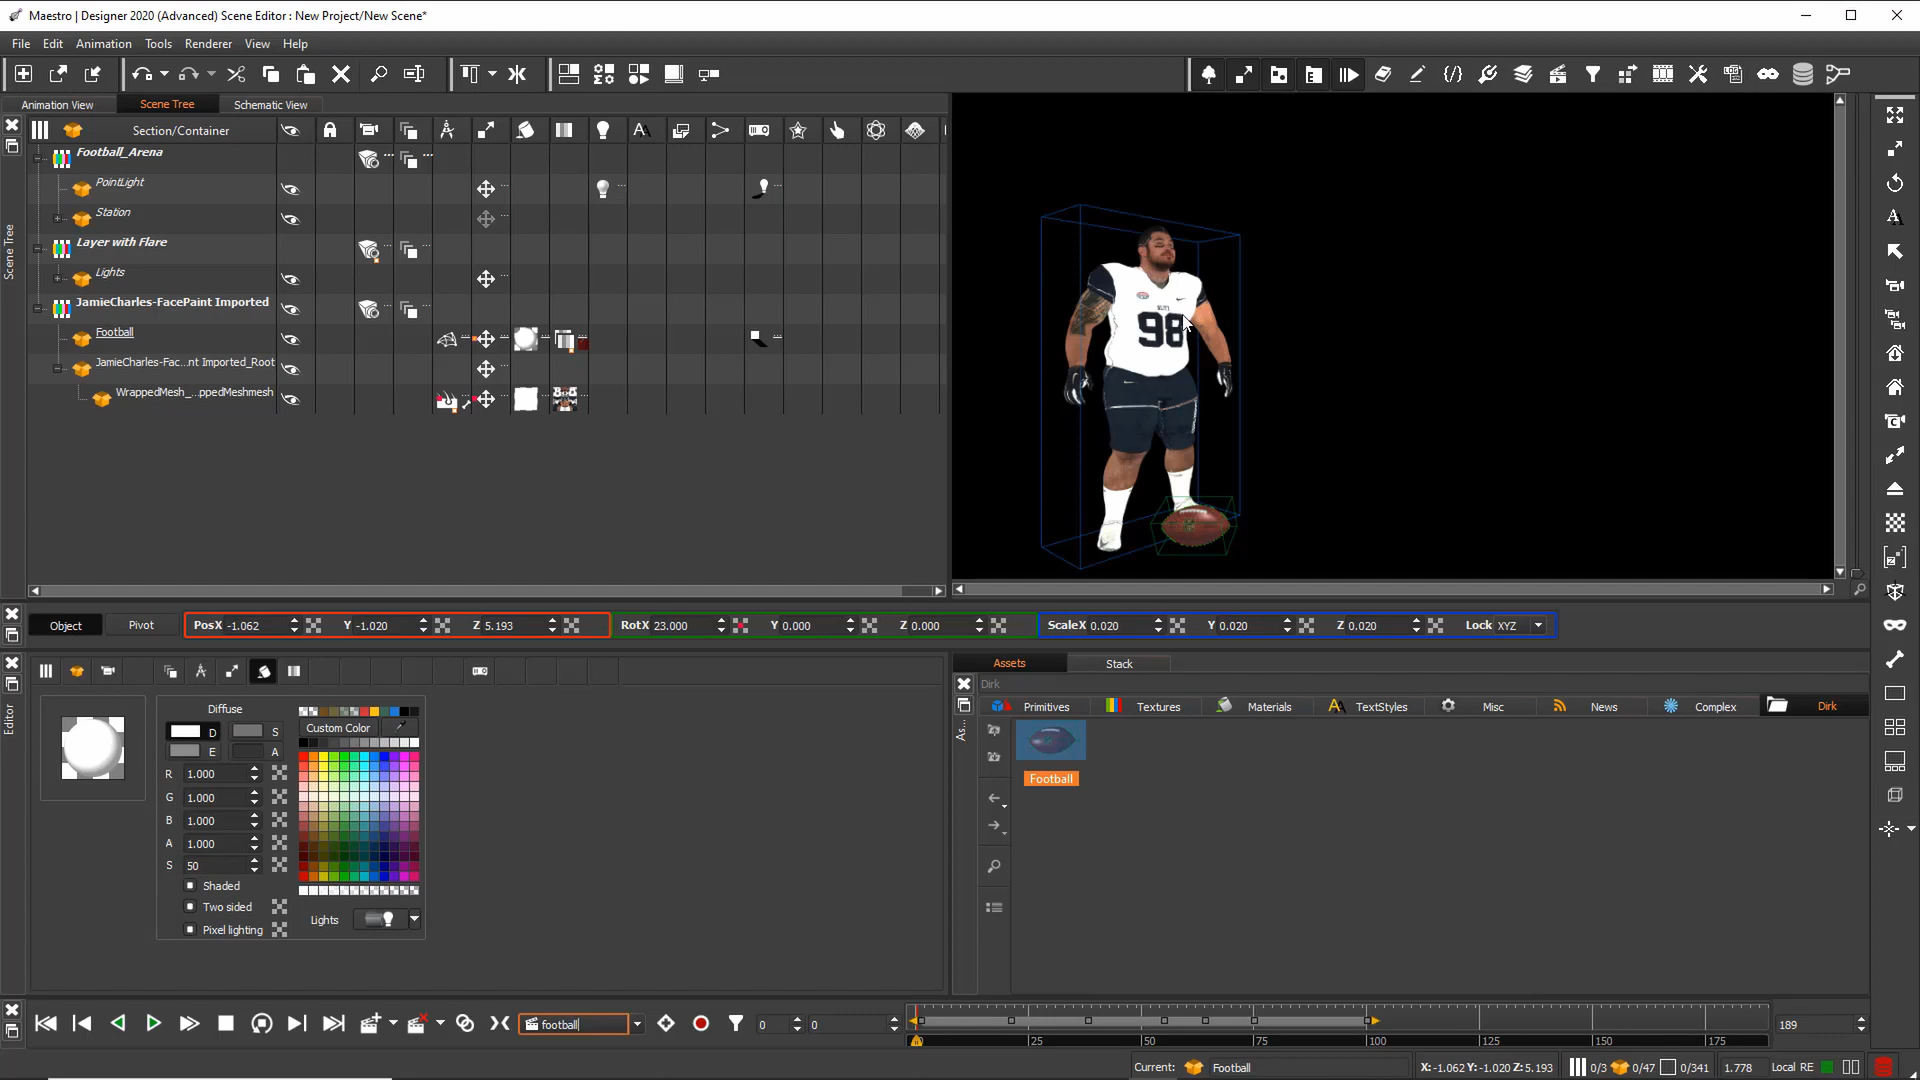 Maestro | Designer 2020 (Advanced) Scene Editor : New Project/New Scene*
File Edit Animation Tools Renderer View Help
Animation View Scene Tree Schematic View
Section/Container
Football_Arena
PointLight
Station
Layer with Flare
Lights
JamieCharles-FacePaint Imported
Football
JamieCharles-Fac...nt Imported_Root
WrappedMesh_...ppedMeshmesh
Scene Tree
98
Object Pivot PosX -1.062 Y -1.020 Z 5.193 RotX 23.000 Y 0.000 Z 0.000 ScaleX 0.020 Y 0.020 Z 0.020 Lock XYZ
Editor
Diffuse
D S
E A
R 1.000
G 1.000
B 1.000
A 1.000
S 50
Shaded
Two sided
Pixel lighting
Custom Color
Lights
Assets Stack
Dirk
As...
Primitives Textures Materials TextStyles Misc News Complex Dirk
Football
football 0 0
25 50 75 100 125 150 175
189
Current: Football X: -1.062 Y: -1.020 Z: 5.193 0/3 0/47 0/341 1.778 Local RE